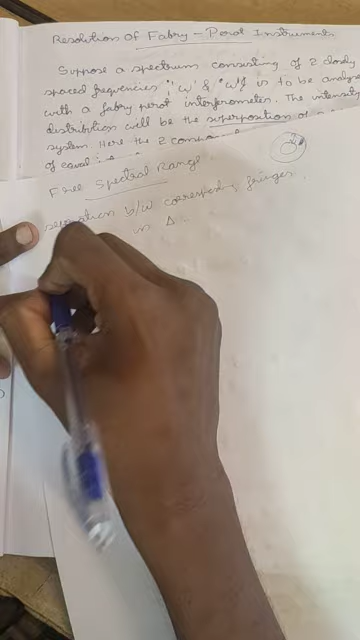 Resolution Of Fabry - Perot Instruments
Suppose a spectrum consisting of 2 closely
spaced frequencies 'ω' & 'ω' is to be analyse
with a fabry perot interferometer. The intensity
distribution will be the superposition of
system. Here the 2 compone
of equal
Free Spectral Range
separation b/w corresponding fringes.
in Δ